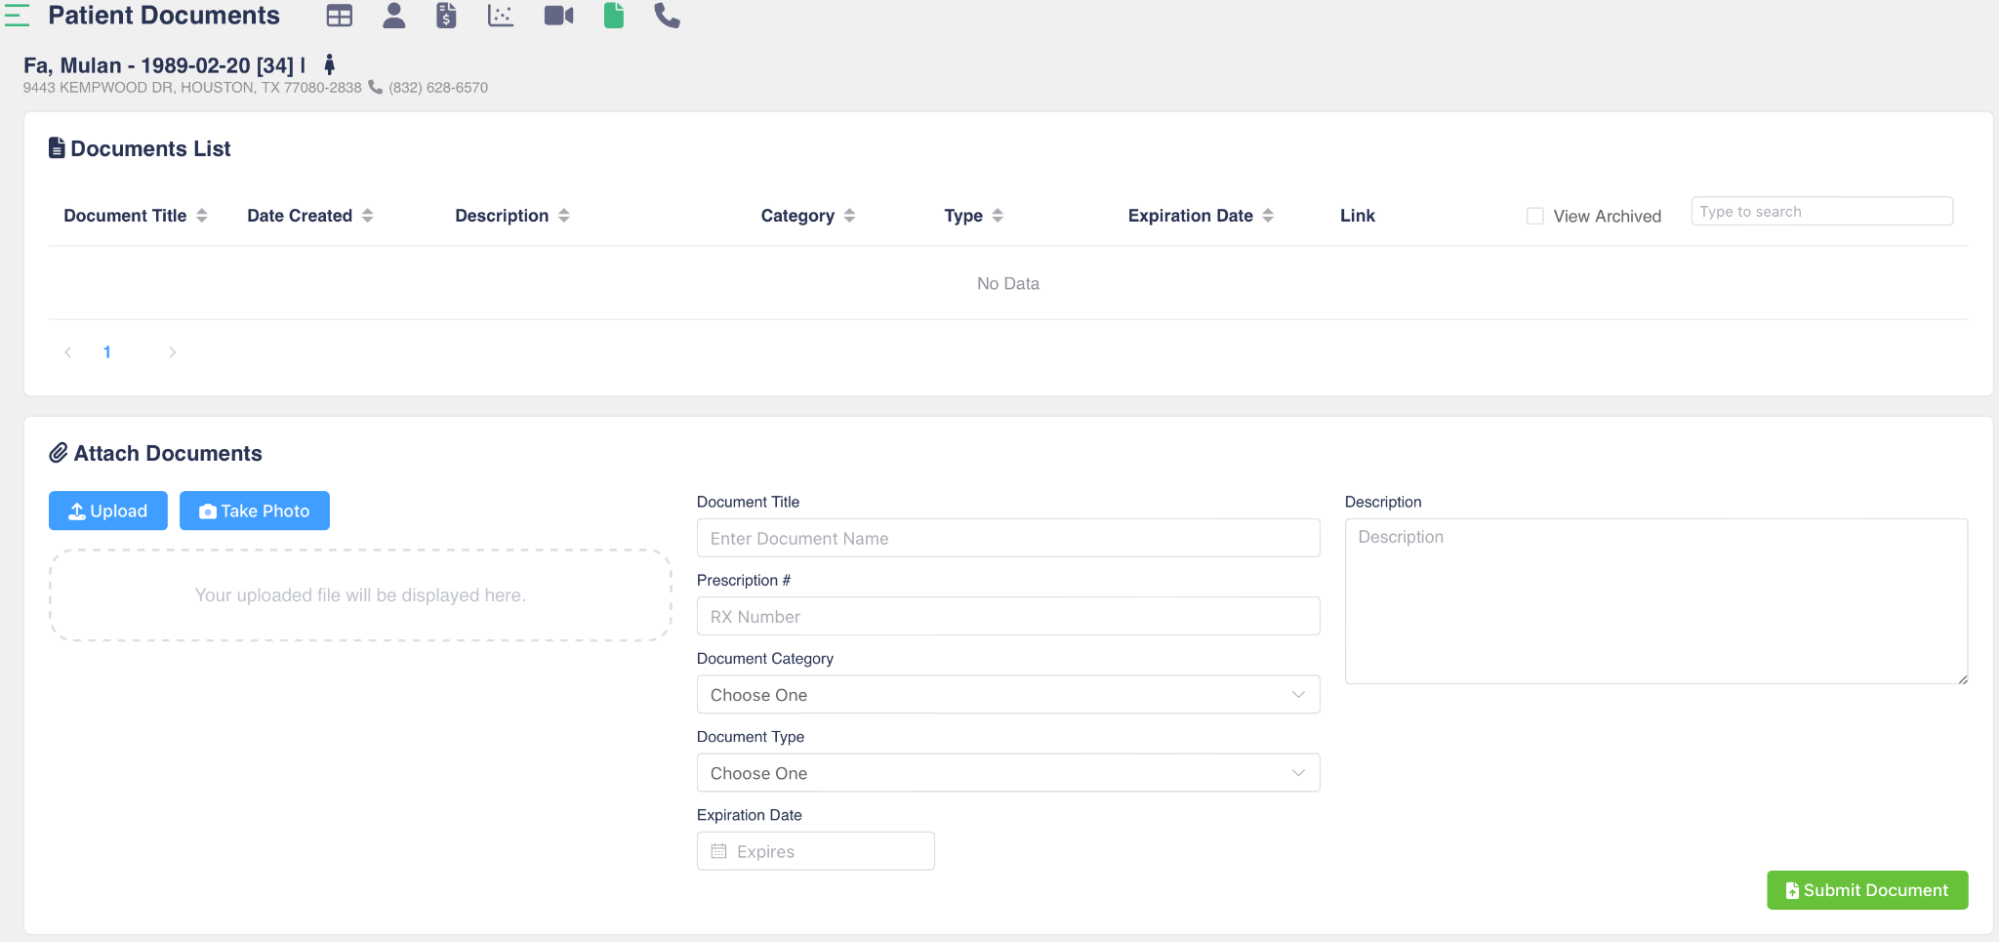 Patient Documents
Fa, Mulan - 1989-02-20 [34] |
9443 KEMPWOOD DR, HOUSTON, TX 77080-2838 (832) 628-6570
Documents List
Document Title Date Created Description Category Type Expiration Date Link View Archived Type to search
No Data
1
Attach Documents
Upload Take Photo
Your uploaded file will be displayed here.
Document Title
Enter Document Name
Prescription #
RX Number
Document Category
Choose One
Document Type
Choose One
Expiration Date
Expires
Description
Description
Submit Document